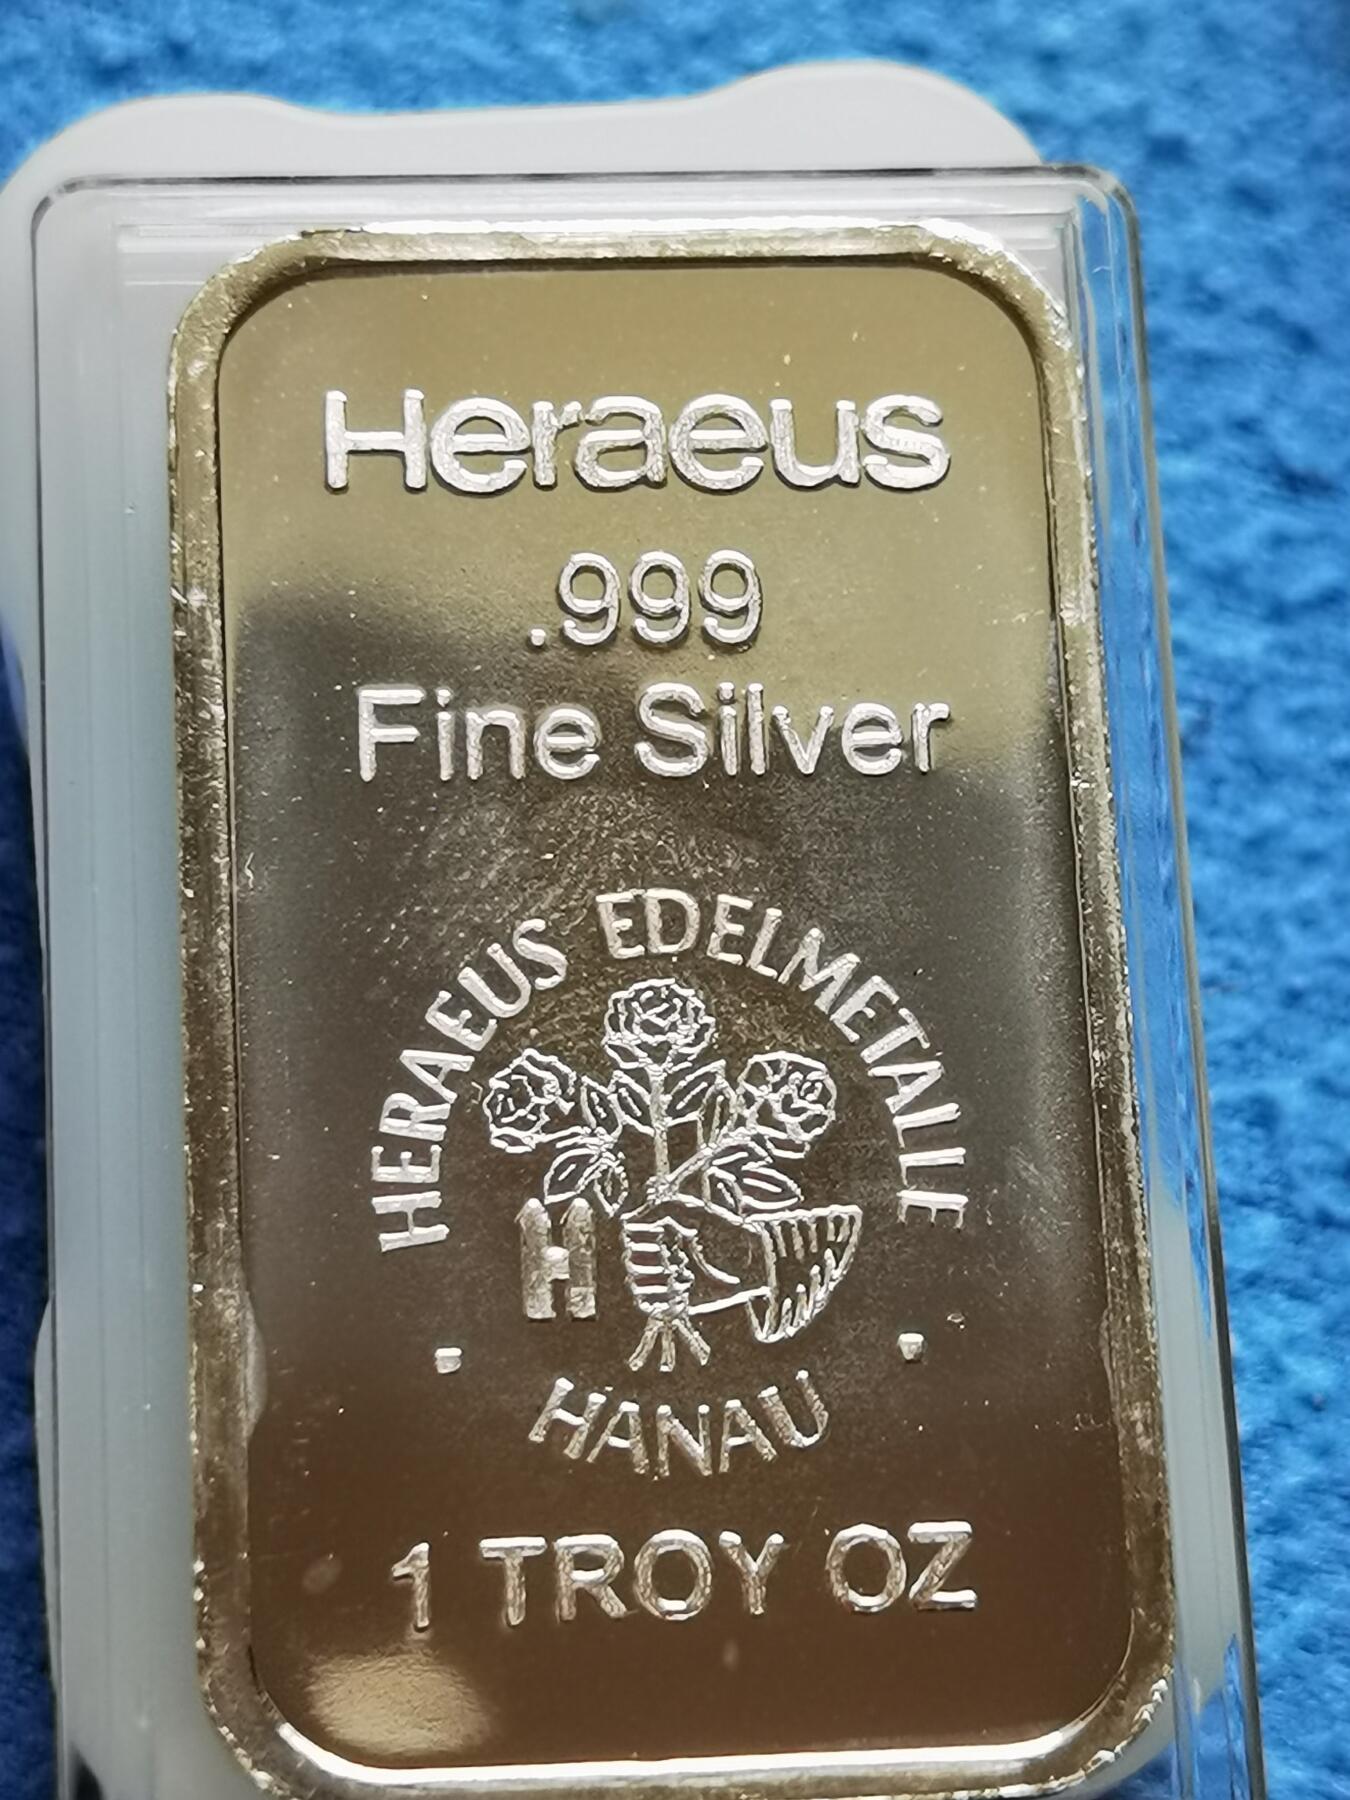 Heraeus
.999
Fine Silver
HERAEUS EDELMETALLE
H
HANAU
1 TROY OZ